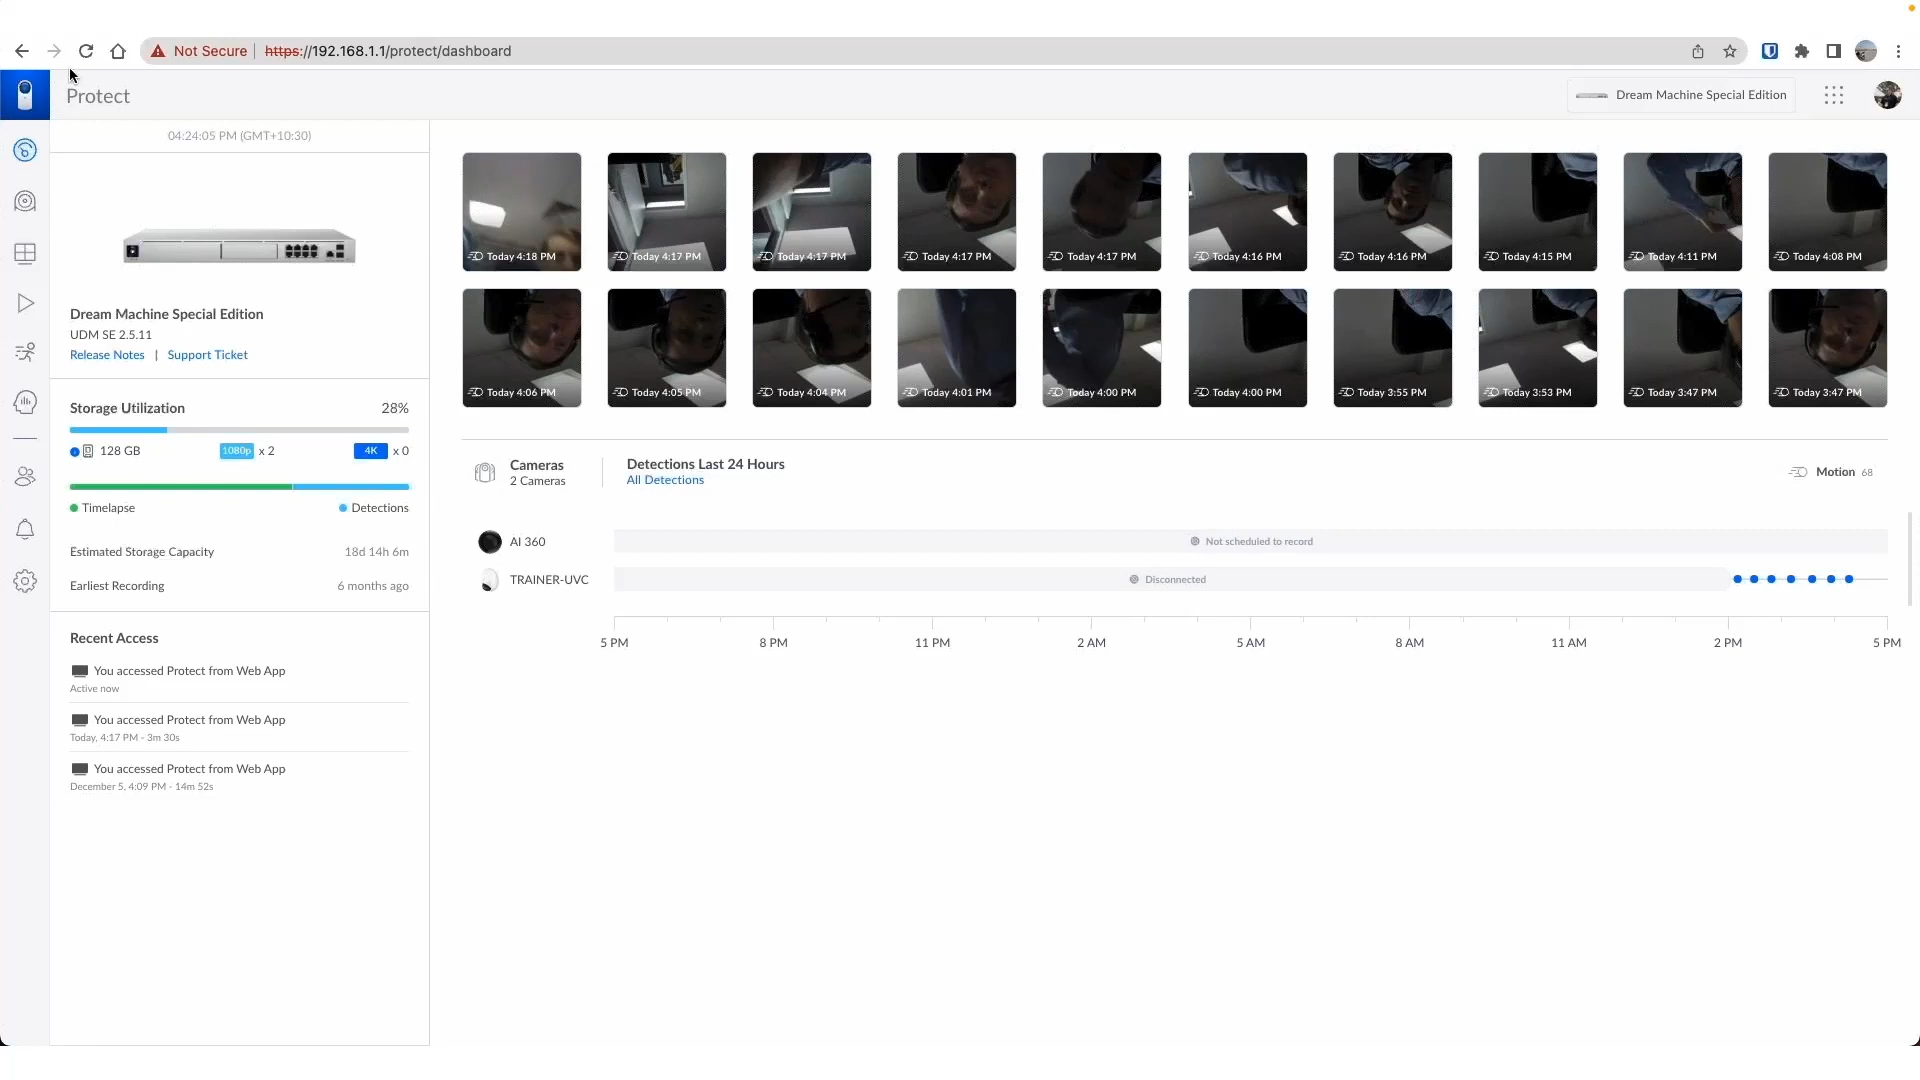 Not Secure | https://192.168.1.1/protect/dashboard
Protect
Dream Machine Special Edition
04:24:05 PM (GMT+10:30)
Dream Machine Special Edition
UDM SE 2.5.11
Release Notes | Support Ticket
Storage Utilization 28%
128 GB 1080p x 2 4K x 0
Timelapse Detections
Estimated Storage Capacity 18d 14h 6m
Earliest Recording 6 months ago
Recent Access
You accessed Protect from Web App
Active now
You accessed Protect from Web App
Today, 4:17 PM - 3m 30s
You accessed Protect from Web App
December 5, 4:09 PM - 14m 52s
Today 4:18 PM Today 4:17 PM Today 4:17 PM Today 4:17 PM Today 4:17 PM Today 4:16 PM Today 4:16 PM Today 4:15 PM Today 4:11 PM Today 4:08 PM
Today 4:06 PM Today 4:05 PM Today 4:04 PM Today 4:01 PM Today 4:00 PM Today 4:00 PM Today 3:55 PM Today 3:53 PM Today 3:47 PM Today 3:47 PM
Cameras
2 Cameras
Detections Last 24 Hours
All Detections
Motion 68
AI 360 Not scheduled to record
TRAINER-UVC Disconnected
5 PM 8 PM 11 PM 2 AM 5 AM 8 AM 11 AM 2 PM 5 PM